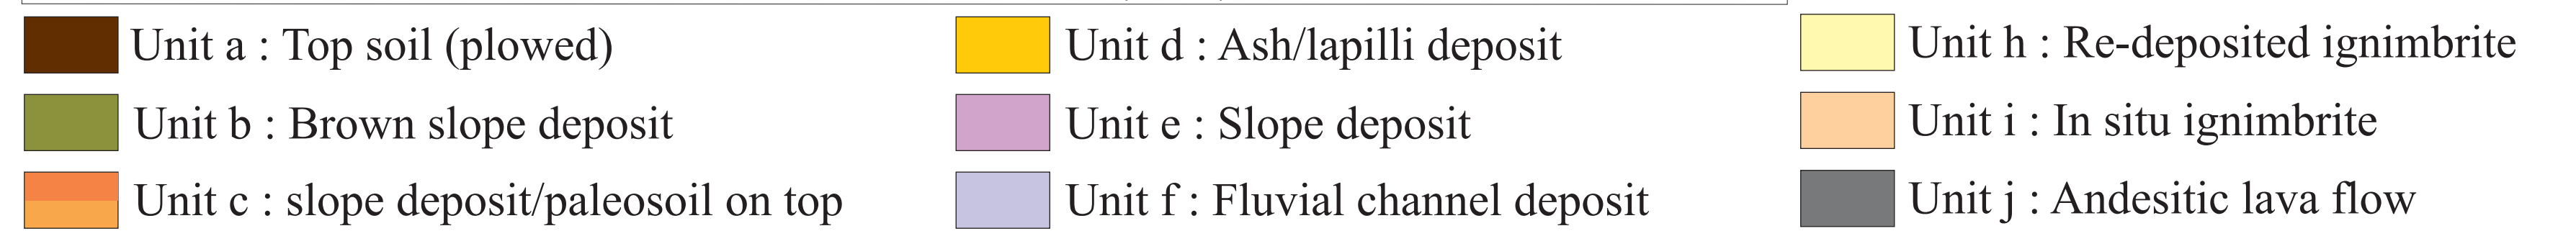 Unit a : Top soil (plowed)
Unit b : Brown slope deposit
Unit c : slope deposit/paleosoil on top
Unit d : Ash/lapilli deposit
Unit e : Slope deposit
Unit f : Fluvial channel deposit
Unit h : Re-deposited ignimbrite
Unit i : In situ ignimbrite
Unit j : Andesitic lava flow